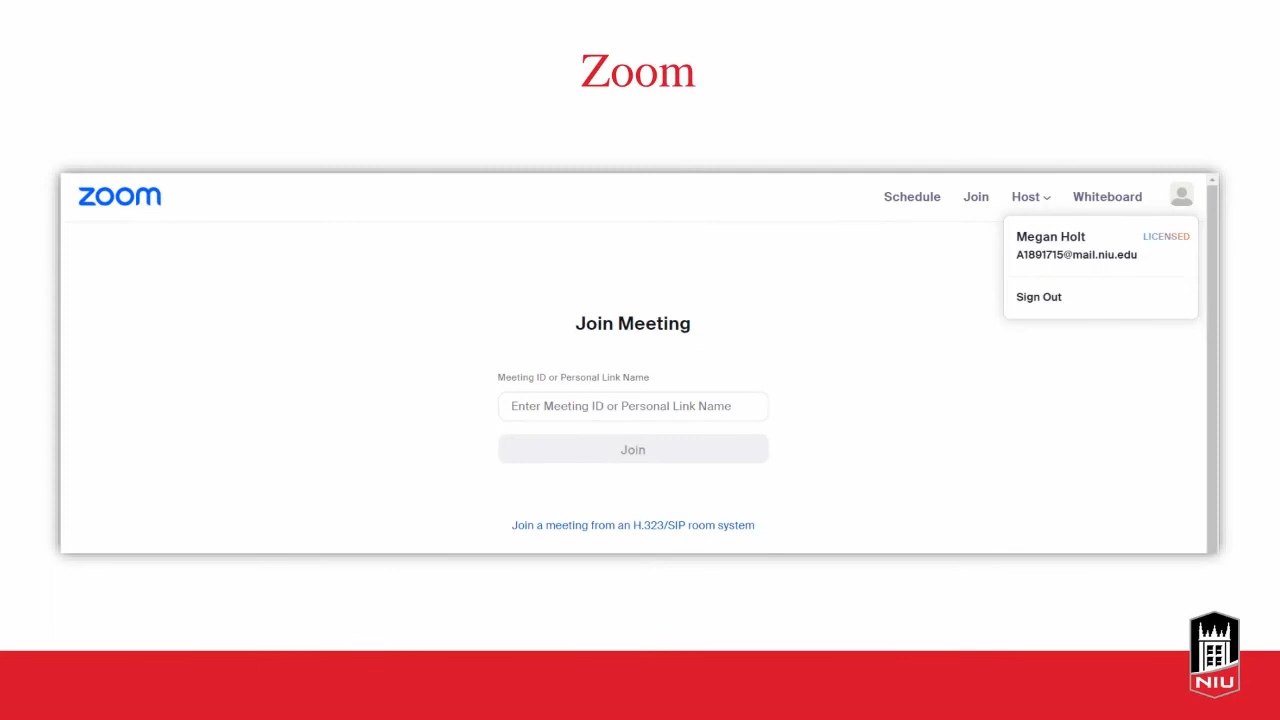 Zoom
zoom
Schedule Join Host Whiteboard
Megan Holt LICENSED
A1891715@mail.niu.edu
Sign Out
Join Meeting
Meeting ID or Personal Link Name
Enter Meeting ID or Personal Link Name
Join
Join a meeting from an H.323/SIP room system
NIU